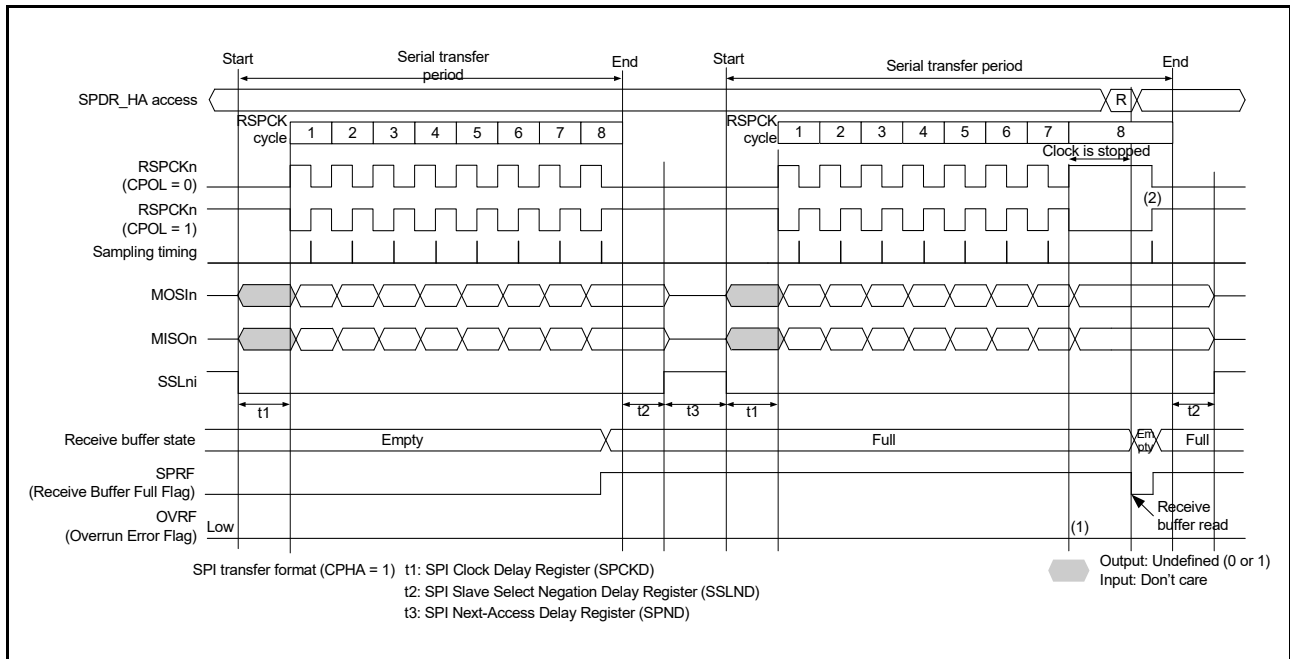 Start
Serial transfer
period
End
Start
Serial transfer period
End
SPDR_HA access
R
RSPCK
cycle
1 2 3 4 5 6 7 8
RSPCK
cycle
1 2 3 4 5 6 7 8
Clock is stopped
RSPCKn
(CPOL = 0)
(2)
RSPCKn
(CPOL = 1)
Sampling timing
MOSIn
MISOn
SSLni
t1
t2
t3
t1
t2
Receive buffer state
Empty
Full
Em
pty
Full
SPRF
(Receive Buffer Full Flag)
Receive
buffer read
OVRF
(Overrun Error Flag)
Low
(1)
SPI transfer format (CPHA = 1)
t1: SPI Clock Delay Register (SPCKD)
t2: SPI Slave Select Negation Delay Register (SSLND)
t3: SPI Next-Access Delay Register (SPND)
Output: Undefined (0 or 1)
Input: Don't care